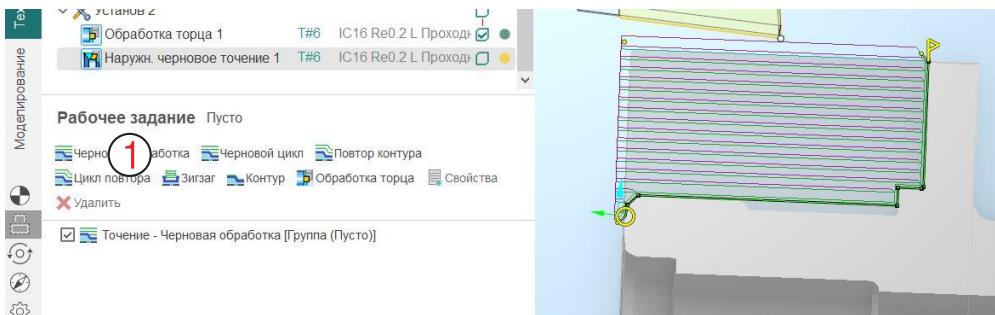 Тех
Моделирование
Установ 2
Обработка торца 1 T#6 IC16 Re0.2 L Проходн
Наружн. черновое точение 1 T#6 IC16 Re0.2 L Проходн
Рабочее задание Пусто
1
Черновой цикл Повтор контура
Цикл повтора Зигзаг Контур Обработка торца Свойства
Удалить
Точение - Черновая обработка [Группа (Пусто)]